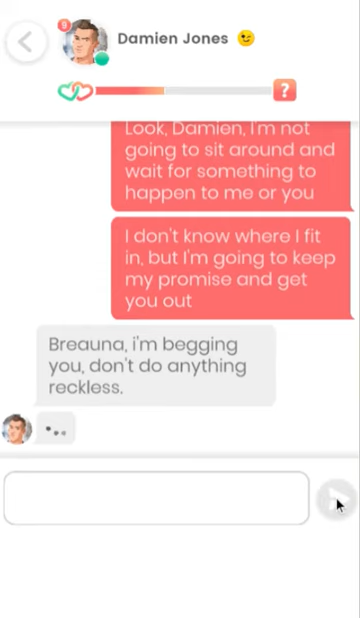 9
Damien Jones 😉
?
Look, Damien, I'm not
going to sit around and
wait for something to
happen to me or you
I don't know where I fit
in, but I'm going to keep
my promise and get
you out
Breauna, i'm begging
you, don't do anything
reckless.